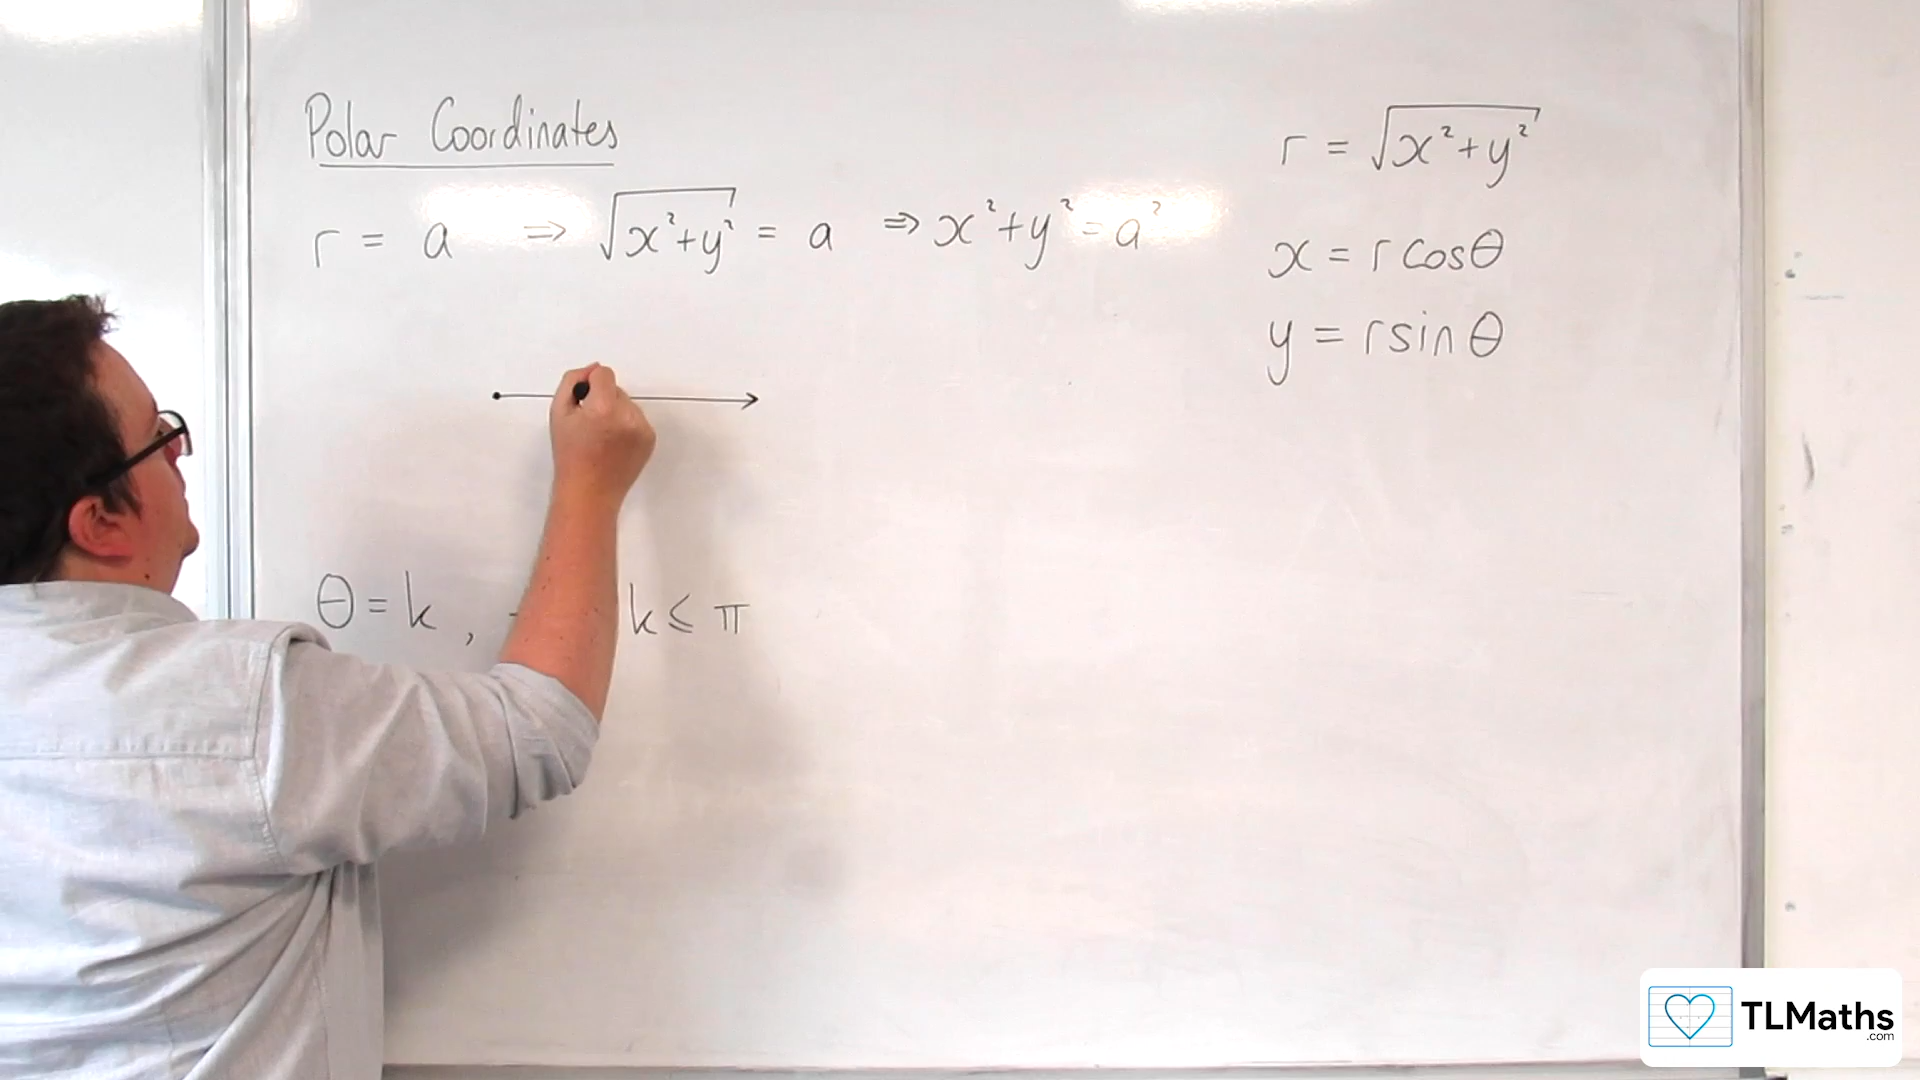 Polar Coordinates
r = a ⇒ √(x²+y²) = a ⇒ x²+y² = a²
θ = k , - k ≤ π
r = √(x²+y²)
x = r cosθ
y = r sinθ
TLMaths
.com